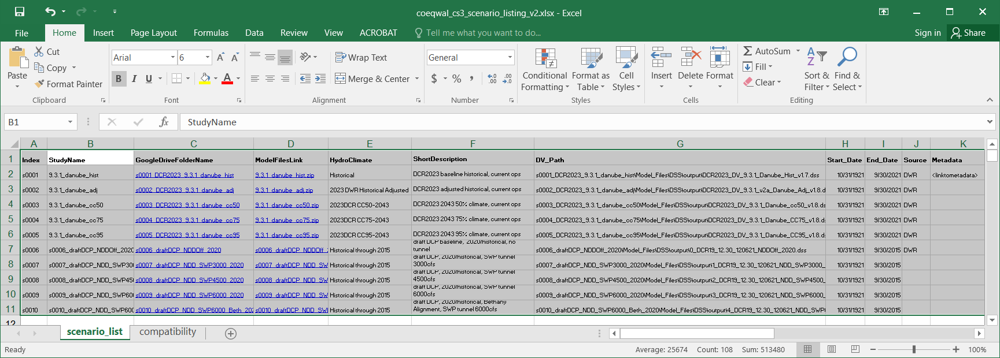 coeqwal_cs3_scenario_listing_v2.xlsx - Excel
File Home Insert Page Layout Formulas Data Review View ACROBAT Tell me what you want to do... Sign in Share
Paste Cut Copy Format Painter Clipboard
Arial 6 A A B I U A Font
Wrap Text Merge & Center Alignment
General $ % , Number
Conditional Formatting Format as Table Cell Styles Styles
Insert Delete Format Cells
AutoSum Fill Clear Sort & Filter Find & Select Editing
B1 fx StudyName
A B C D E F G H I J K
1 Index StudyName GoogleDriveFolderName ModelFilesLink HydroClimate ShortDescription DV_Path Start_Date End_Date Source Metadata
2 s0001 9.3.1_danube_hist s0001_DCR2023_9.3.1_danube_hist 9.3.1_danube_hist.zip Historical DCR2023 baseline historical, current ops s0001_DCR2023_9.3.1_danube_hist\Model_Files\DSS\output\DCR2023_DV_9.3.1_Danube_Hist_v1.7.dss 10/31/1921 9/30/2021 DWR <linktometadata>
3 s0002 9.3.1_danube_adj s0002_DCR2023_9.3.1_danube_adj 9.3.1_danube_adj.zip 2023 DWR Historical Adjusted DCR2023 adjusted historical, current ops s0002_DCR2023_9.3.1_danube_adj\Model_Files\DSS\output\DCR2023_DV_9.3.1_v2a_Danube_Adj_v1.8.d 10/31/1921 9/30/2021 DWR
4 s0003 9.3.1_danube_cc50 s0003_DCR2023_9.3.1_danube_cc50 9.3.1_danube_cc50.zip 2023DCR CC50-2043 DCR2023 2043 50% climate, current ops s0003_DCR2023_9.3.1_danube_cc50\Model_Files\DSS\output\DCR2023_DV_9.3.1_Danube_cc50_v1.8.ds 10/31/1921 9/30/2021 DWR
5 s0004 9.3.1_danube_cc75 s0004_DCR2023_9.3.1_danube_cc75 9.3.1_danube_cc75.zip 2023DCR CC75-2043 DCR2023 2043 75% climate, current ops s0004_DCR2023_9.3.1_danube_cc75\Model_Files\DSS\output\DCR2023_DV_9.3.1_Danube_CC75_v1.8.d 10/31/1921 9/30/2021 DWR
6 s0005 9.3.1_danube_cc95 s0005_DCR2023_9.3.1_danube_cc95 9.3.1_danube_cc95.zip 2023DCR CC95-2043 DCR2023 2043 95% climate, current ops s0005_DCR2023_9.3.1_danube_cc95\Model_Files\DSS\output\DCR2023_DV_9.3.1_Danube_CC95_v1.8.d 10/31/1921 9/30/2021 DWR
7 s0006 s0006_draftDCP_NDDOff_2020 s0006_draftDCP_NDDOff_2020 s0006_draftDCP_NDDOff_ Historical through 2015 draft DCP baseline, 2020/historical, no tunnel s0006_draftDCP_NDDOff_2020\Model_Files\DSS\output\0_DCR19_12.30_120621_NDDOff_2020.dss 10/31/1921 9/30/2015 DWR
8 s0007 s0007_draftDCP_NDD_SWP300 s0007_draftDCP_NDD_SWP3000_2020 s0007_draftDCP_NDD_SW Historical through 2015 draft DCP, 2020/historical, SWP tunnel 3000cfs s0007_draftDCP_NDD_SWP3000_2020\Model_Files\DSS\output\1_DCR19_12.30_120621_NDD_SWP3000_ 10/31/1921 9/30/2015
9 s0008 s0008_draftDCP_NDD_SWP450 s0008_draftDCP_NDD_SWP4500_2020 s0008_draftDCP_NDD_SW Historical through 2015 draft DCP, 2020/historical, SWP tunnel 4500cfs s0008_draftDCP_NDD_SWP4500_2020\Model_Files\DSS\output\2_DCR19_12.30_120621_NDD_SWP4500_ 10/31/1921 9/30/2015
10 s0009 s0009_draftDCP_NDD_SWP600 s0009_draftDCP_NDD_SWP6000_2020 s0009_draftDCP_NDD_SW Historical through 2015 draft DCP, 2020/historical, SWP tunnel 6000cfs s0009_draftDCP_NDD_SWP6000_2020\Model_Files\DSS\output\3_DCR19_12.30_120621_NDD_SWP6000_ 10/31/1921 9/30/2015
11 s0010 s0010_draftDCP_NDD_SWP600 s0010_draftDCP_NDD_SWP6000_Beth_202 s0010_draftDCP_NDD_SWI Historical through 2015 draft DCP, 2020/historical, Bethany Alignment, SWP tunnel 6000cfs s0010_draftDCP_NDD_SWP6000_Beth_2020\Model_Files\DSS\output\4_DCR19_12.30_120621_NDD_SWP 10/31/1921 9/30/2015
12
scenario_list compatibility
Ready Average: 25674 Count: 108 Sum: 513480 100%